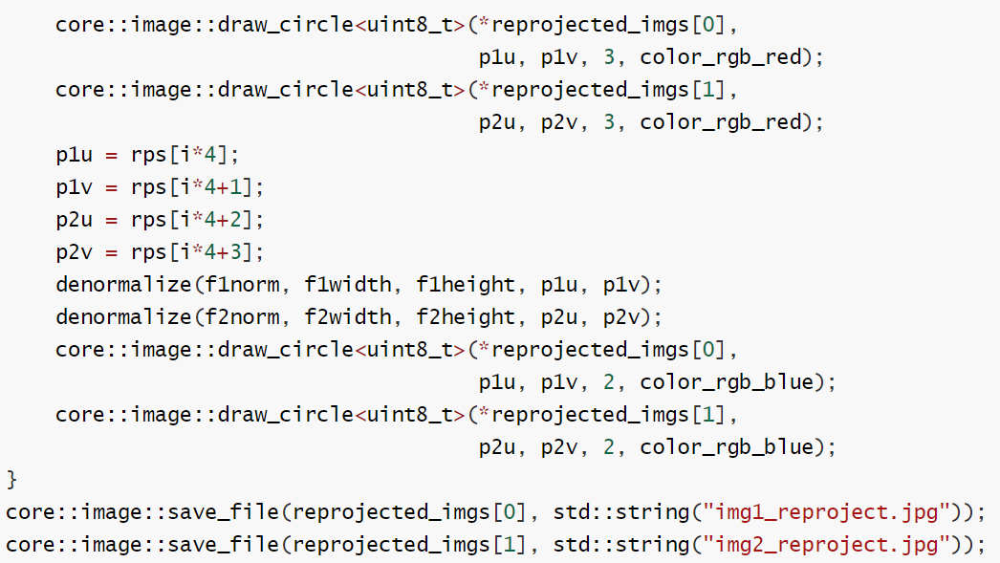 core::image::draw_circle<uint8_t>(*reprojected_imgs[0],
                                      p1u, p1v, 3, color_rgb_red);
    core::image::draw_circle<uint8_t>(*reprojected_imgs[1],
                                      p2u, p2v, 3, color_rgb_red);
    p1u = rps[i*4];
    p1v = rps[i*4+1];
    p2u = rps[i*4+2];
    p2v = rps[i*4+3];
    denormalize(f1norm, f1width, f1height, p1u, p1v);
    denormalize(f2norm, f2width, f2height, p2u, p2v);
    core::image::draw_circle<uint8_t>(*reprojected_imgs[0],
                                      p1u, p1v, 2, color_rgb_blue);
    core::image::draw_circle<uint8_t>(*reprojected_imgs[1],
                                      p2u, p2v, 2, color_rgb_blue);
}
core::image::save_file(reprojected_imgs[0], std::string("img1_reproject.jpg"));
core::image::save_file(reprojected_imgs[1], std::string("img2_reproject.jpg"));